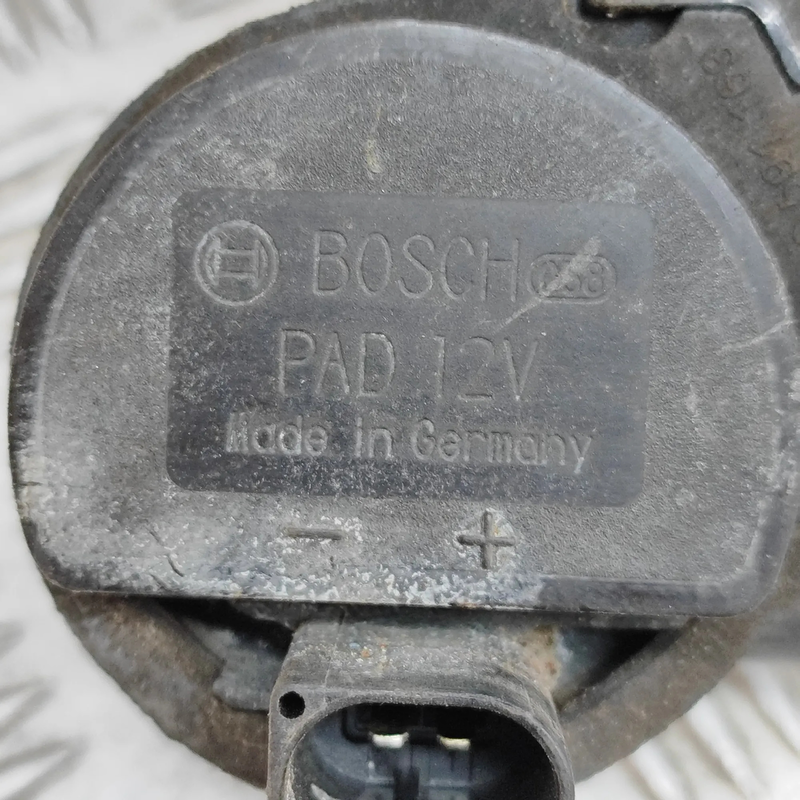 BOSCH
PAD 12V
Made in Germany
- +